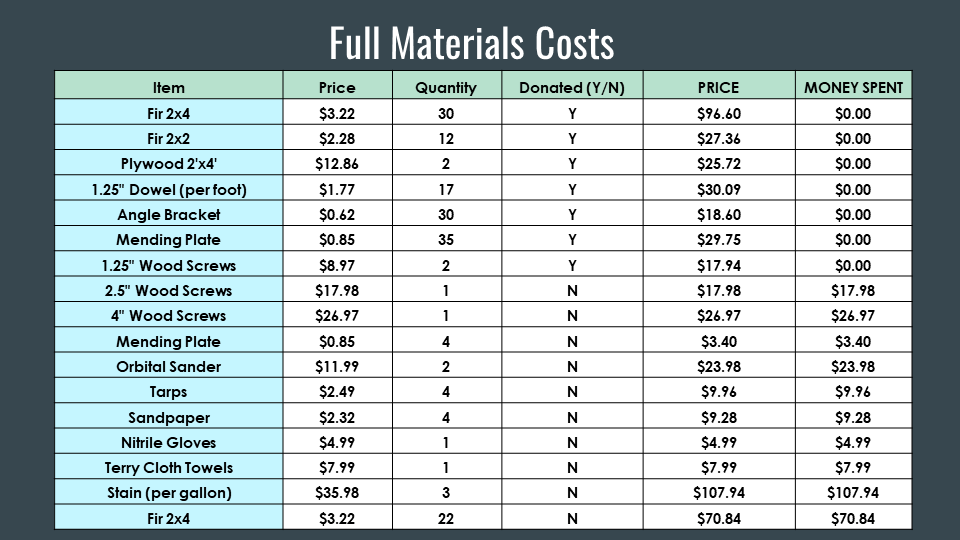 Full Materials Costs
Item Price Quantity Donated (Y/N) PRICE MONEY SPENT
Fir 2x4 $3.22 30 Y $96.60 $0.00
Fir 2x2 $2.28 12 Y $27.36 $0.00
Plywood 2'x4' $12.86 2 Y $25.72 $0.00
1.25" Dowel (per foot) $1.77 17 Y $30.09 $0.00
Angle Bracket $0.62 30 Y $18.60 $0.00
Mending Plate $0.85 35 Y $29.75 $0.00
1.25" Wood Screws $8.97 2 Y $17.94 $0.00
2.5" Wood Screws $17.98 1 N $17.98 $17.98
4" Wood Screws $26.97 1 N $26.97 $26.97
Mending Plate $0.85 4 N $3.40 $3.40
Orbital Sander $11.99 2 N $23.98 $23.98
Tarps $2.49 4 N $9.96 $9.96
Sandpaper $2.32 4 N $9.28 $9.28
Nitrile Gloves $4.99 1 N $4.99 $4.99
Terry Cloth Towels $7.99 1 N $7.99 $7.99
Stain (per gallon) $35.98 3 N $107.94 $107.94
Fir 2x4 $3.22 22 N $70.84 $70.84